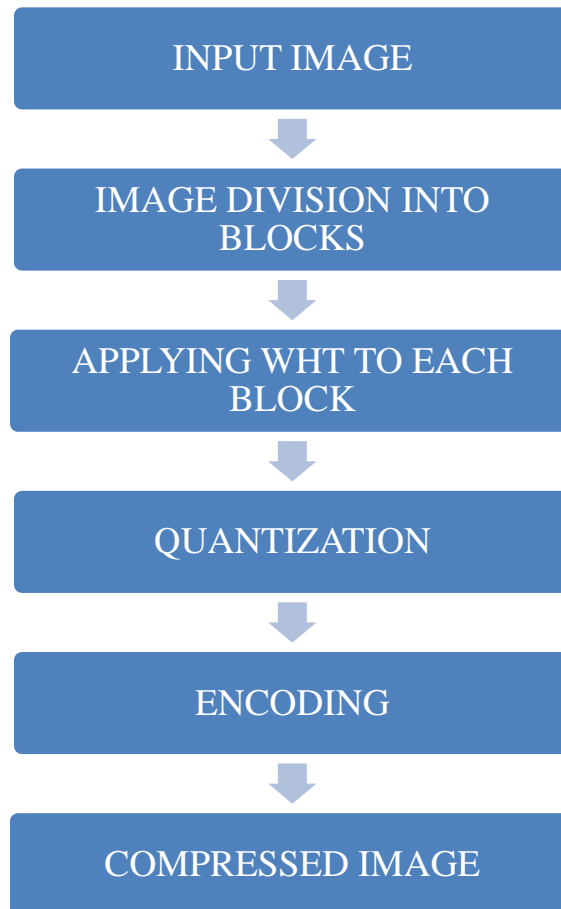 INPUT IMAGE
IMAGE DIVISION INTO
BLOCKS
APPLYING WHT TO EACH
BLOCK
QUANTIZATION
ENCODING
COMPRESSED IMAGE